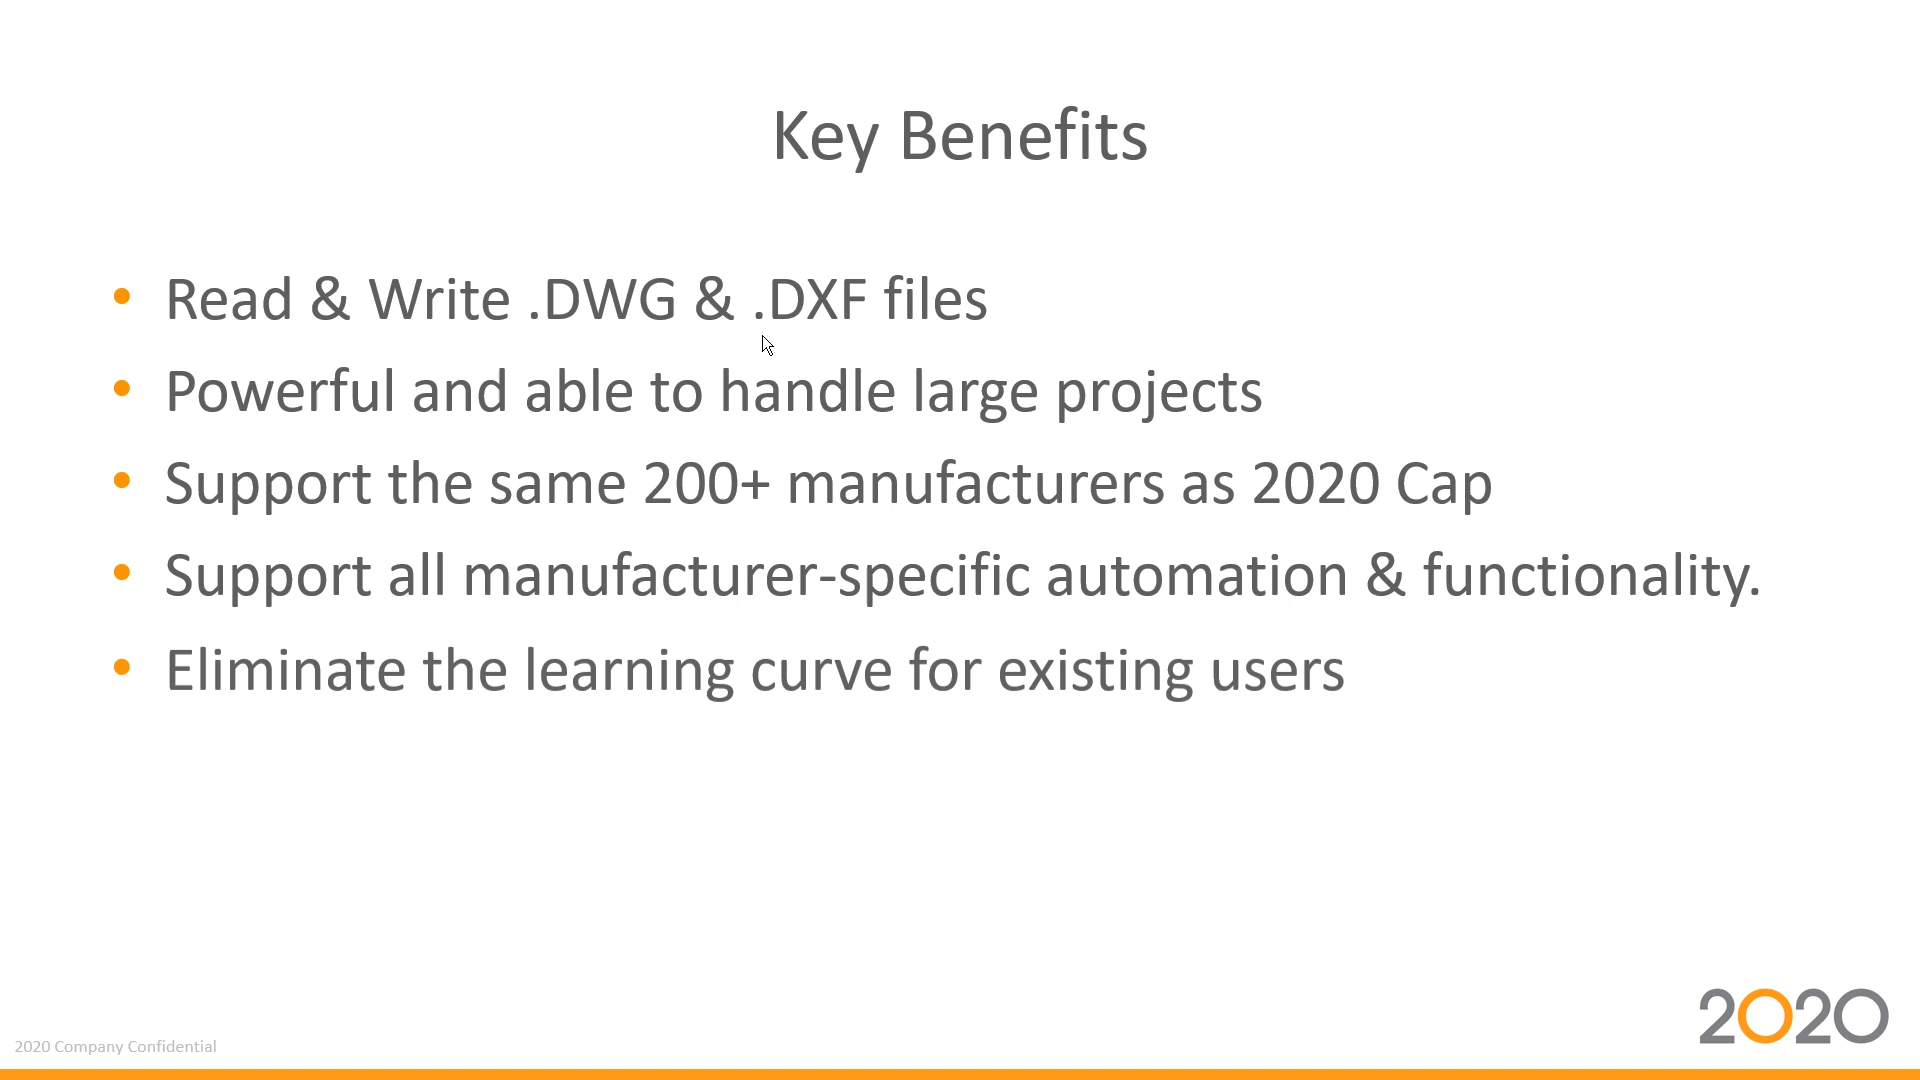 Key Benefits
• Read & Write .DWG & .DXF files
• Powerful and able to handle large projects
• Support the same 200+ manufacturers as 2020 Cap
• Support all manufacturer-specific automation & functionality.
• Eliminate the learning curve for existing users
2020
2020 Company Confidential